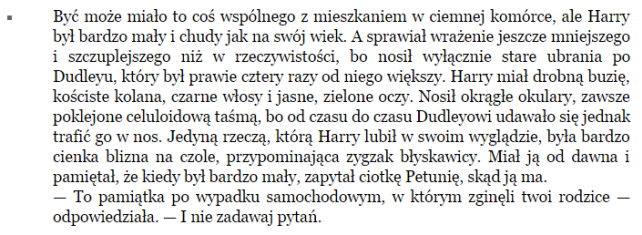 Być może miało to coś wspólnego z mieszkaniem w ciemnej komórce, ale Harry
był bardzo mały i chudy jak na swój wiek. A sprawiał wrażenie jeszcze mniejszego
i szczuplejszego niż w rzeczywistości, bo nosił wyłącznie stare ubrania po
Dudleyu, który był prawie cztery razy od niego większy. Harry miał drobną buzię,
kościste kolana, czarne włosy i jasne, zielone oczy. Nosił okrągłe okulary, zawsze
poklejone celuloidową taśmą, bo od czasu do czasu Dudleyowi udawało się jednak
trafić go w nos. Jedyną rzeczą, którą Harry lubił w swoim wyglądzie, była bardzo
cienka blizna na czole, przypominająca zygzak błyskawicy. Miał ją od dawna i
pamiętał, że kiedy był bardzo mały, zapytał ciotkę Petunię, skąd ją ma.
— To pamiątka po wypadku samochodowym, w którym zginęli twoi rodzice —
odpowiedziała. — I nie zadawaj pytań.